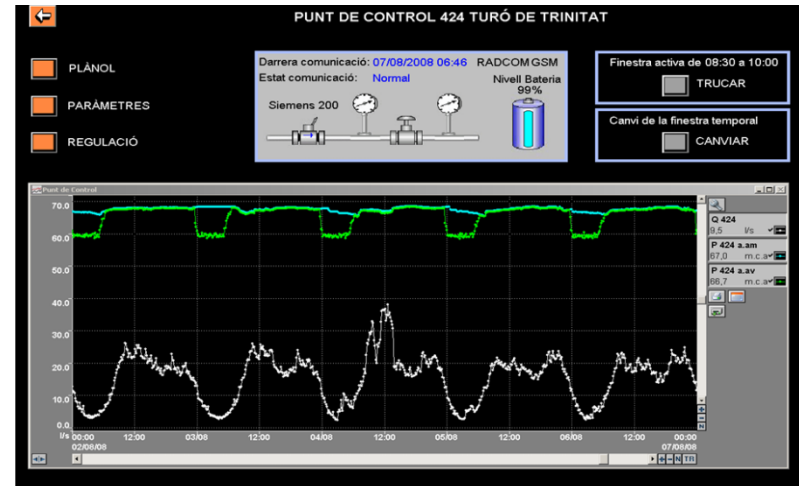 PUNT DE CONTROL 424 TURÓ DE TRINITAT
PLÀNOL
PARÀMETRES
REGULACIÓ
Darrera comunicació: 07/08/2008 06:46 RADCOM GSM
Estat comunicació: Normal
Nivell Bateria
99%
Siemens 200
Finestra activa de 08:30 a 10:00
TRUCAR
Canvi de la finestra temporal
CANVIAR
Punt de Control
70.0
60.0
50.0
40.0
30.0
20.0
10.0
0.0
l/s 00:00 12:00 03/08 12:00 04/08 12:00 05/08 12:00 06/08 12:00 00:00
02/08/08 07/08/08
Q 424
9,5 l/s
P 424 a.am
67,0 m.c.a
P 424 a.av
66,7 m.c.a
N
N TR